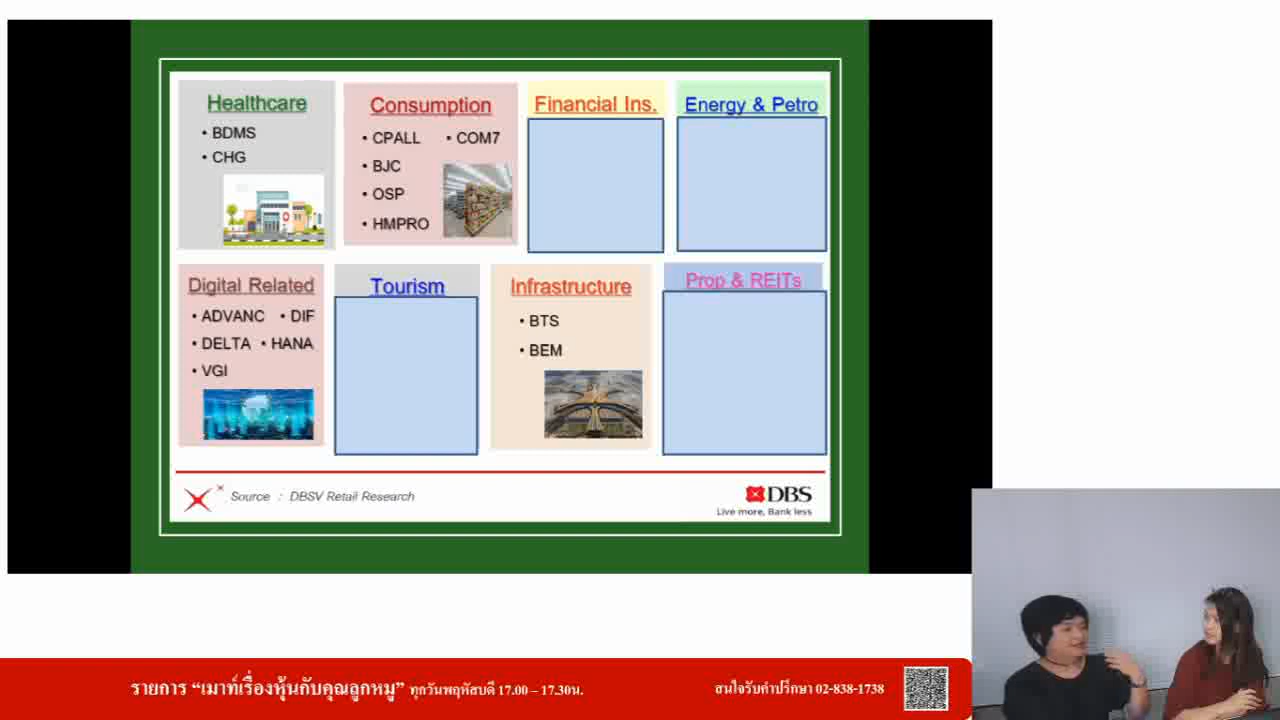 Healthcare
• BDMS
• CHG
Consumption
• CPALL • COM7
• BJC
• OSP
• HMPRO
Financial Ins.
Energy & Petro
Digital Related
• ADVANC • DIF
• DELTA • HANA
• VGI
Tourism
Infrastructure
• BTS
• BEM
Prop & REITs
Source : DBSV Retail Research
DBS
Live more, Bank less
รายการ “เมาท์เรื่องหุ้นกับคุณลูกหมู” ทุกวันพฤหัสบดี 17.00 – 17.30น.
สนใจรับคำปรึกษา 02-838-1738